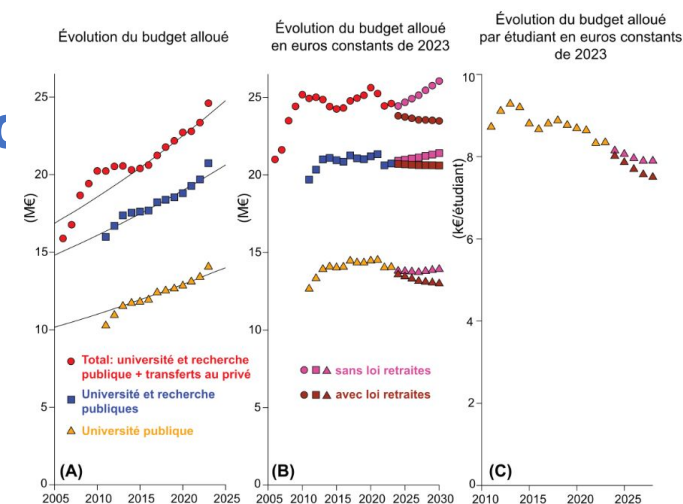 Évolution du budget alloué
25
20
15
10
5
0
(M€)
2005 2010 2015 2020 2025
Total: université et recherche
publique + transferts au privé
Université et recherche
publiques
Université publique
(A)
Évolution du budget alloué
en euros constants de 2023
25
20
15
10
5
0
(M€)
2005 2010 2015 2020 2025 2030
sans loi retraites
avec loi retraites
(B)
Évolution du budget alloué
par étudiant en euros constants
de 2023
10
8
6
4
2
0
(k€/étudiant)
2010 2015 2020 2025
(C)